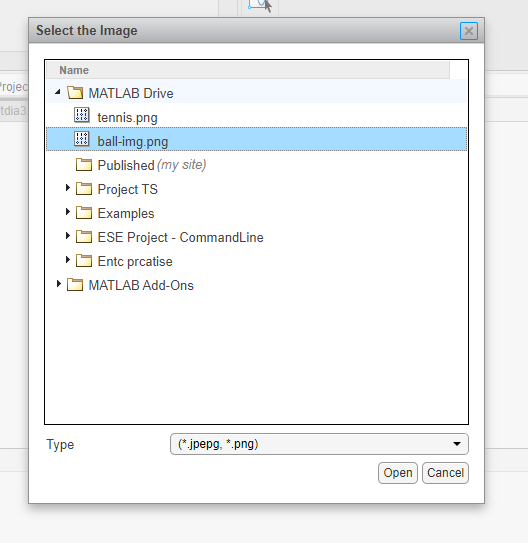 Select the Image
Name
Projec
MATLAB Drive
tdia3
tennis.png
ball-img.png
Published (my site)
Project TS
Examples
ESE Project - CommandLine
Entc prcatise
MATLAB Add-Ons
Type (*.jpepg, *.png)
Open Cancel